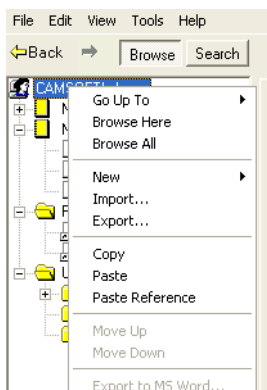 File Edit View Tools Help
Back Browse Search
Go Up To
Browse Here
Browse All
New
Import...
Export...
Copy
Paste
Paste Reference
Move Up
Move Down
Export to MS Word...